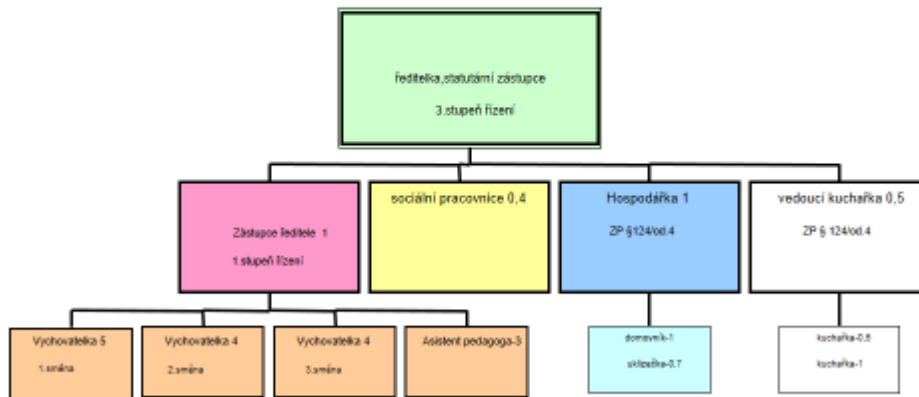 ředitelka,statutární zástupce
3.stupeň řízení
Zástupce ředitele 1
1.stupeň řízení
sociální pracovnice 0,4
Hospodářka 1
ZP §124/od.4
vedoucí kuchařka 0,5
ZP § 124/od.4
Vychovatelka 5
1.směna
Vychovatelka 4
2.směna
Vychovatelka 4
3.směna
Asistent pedagoga-3
domovník-1
uklízečka-0,7
kuchařka-
kuchařka-1